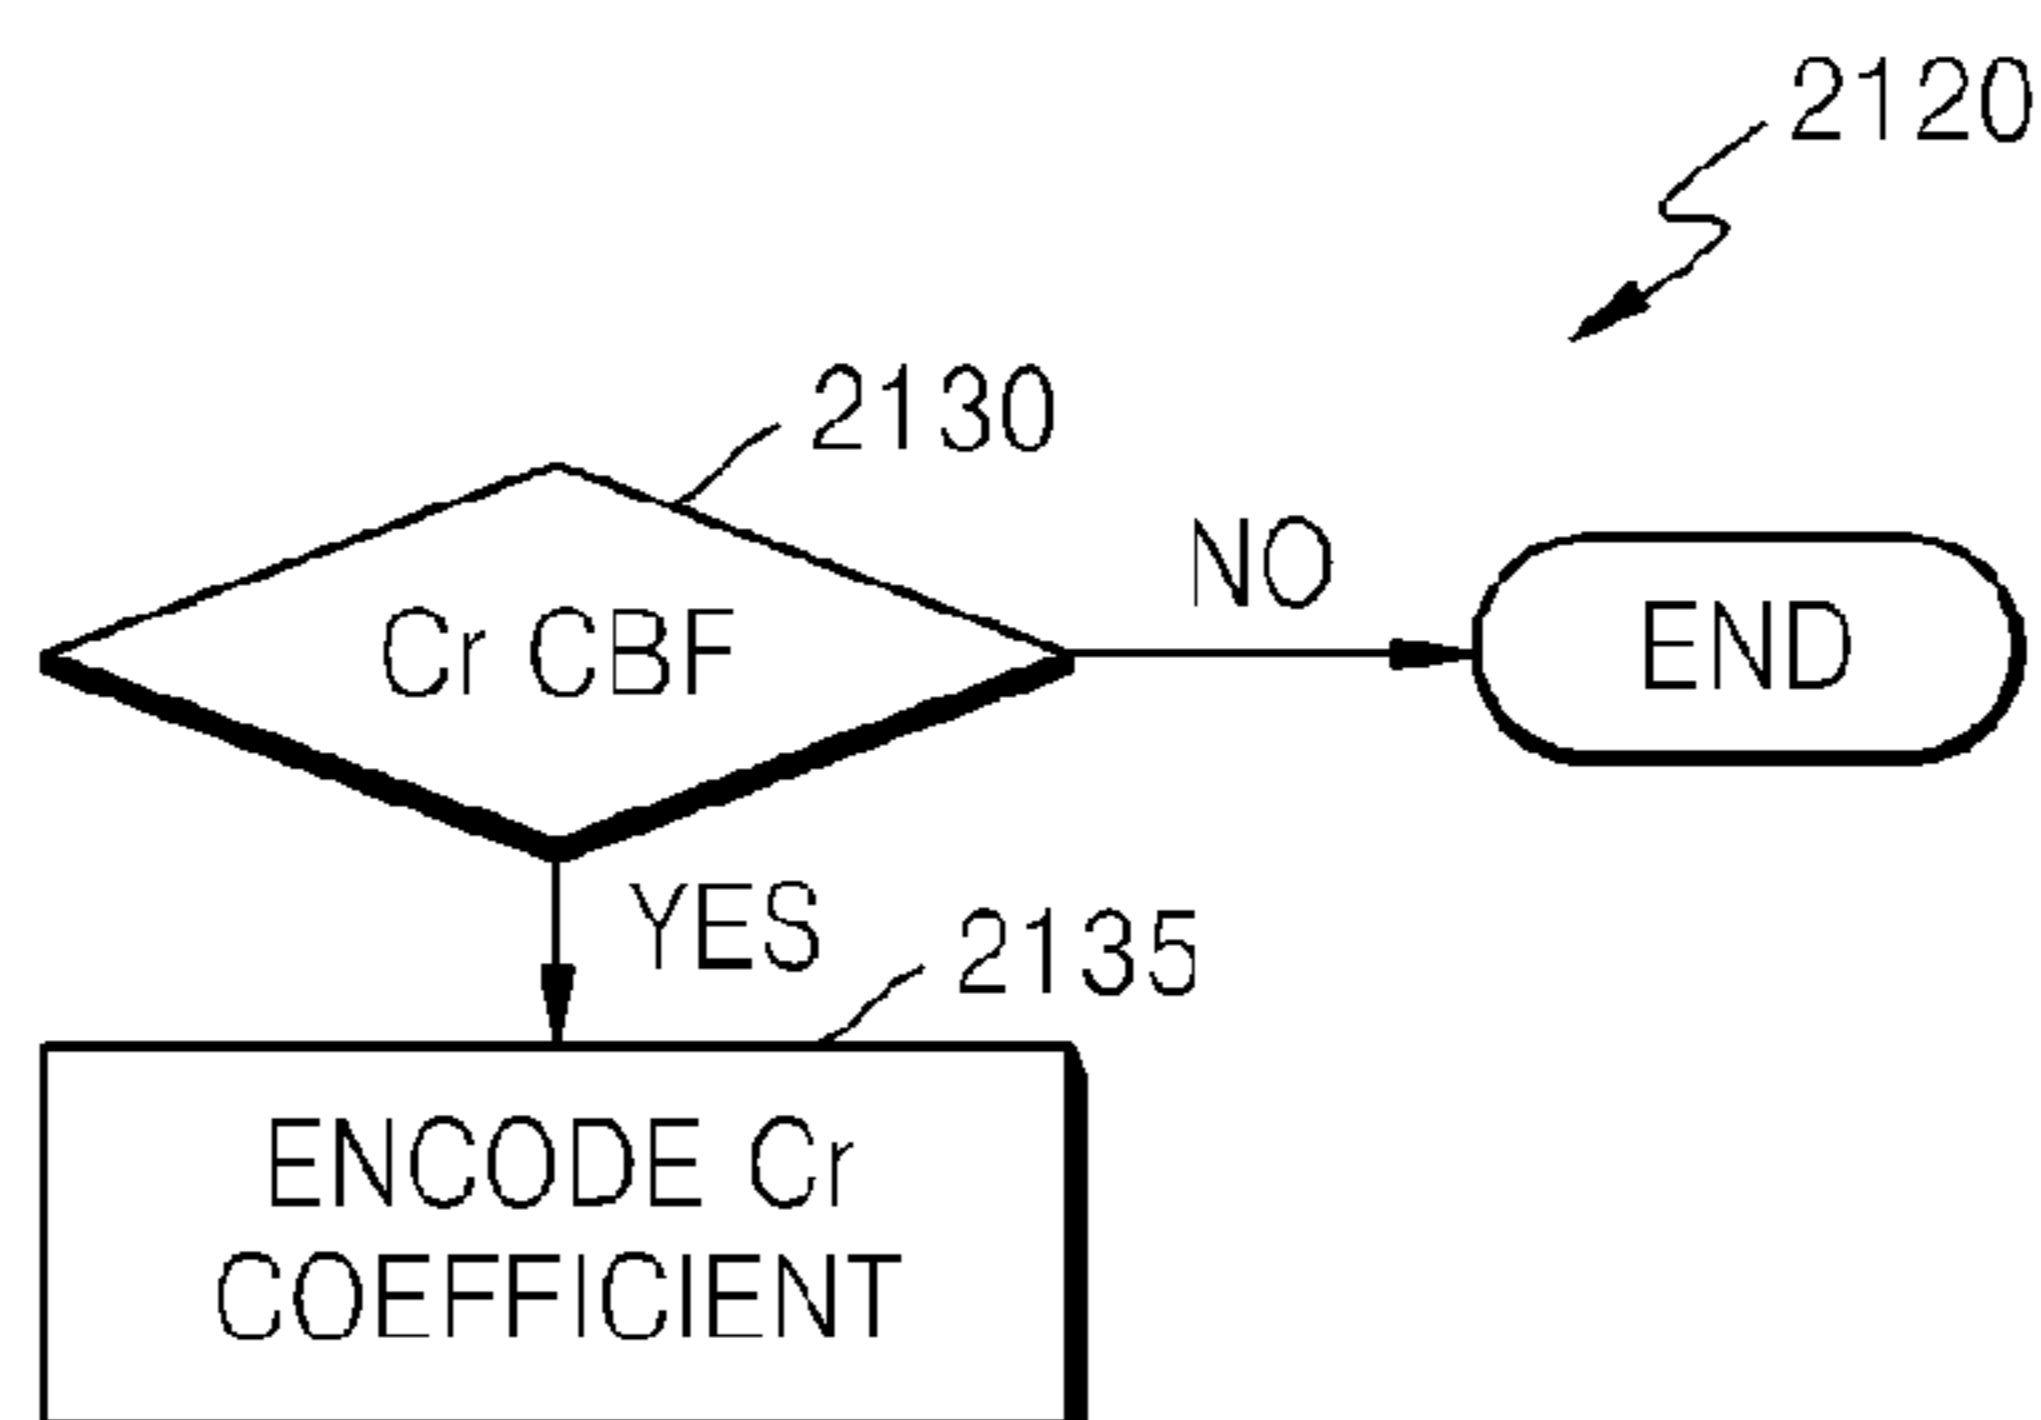 2120
2130
NO
Cr CBF
END
YES
2135
ENCODE Cr
COEFFICIENT